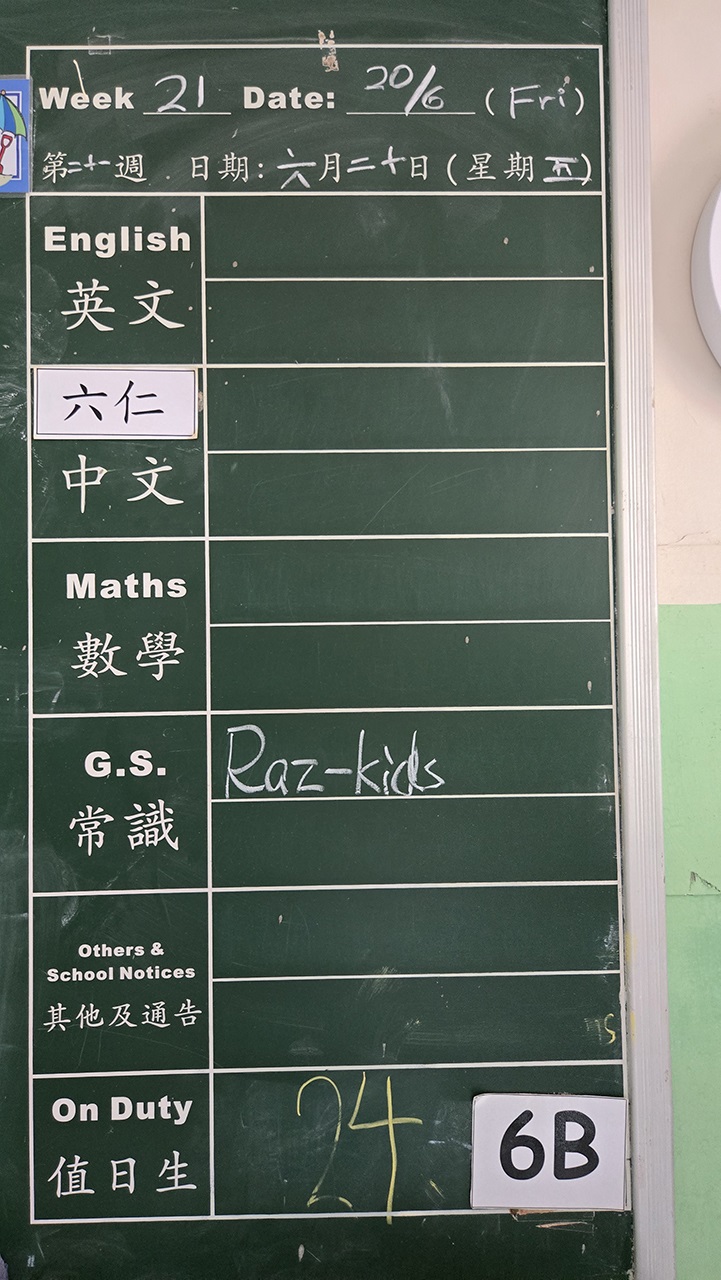 Week 21 Date: 20/6 (Fri)
第二十一週 日期：六月二十日（星期五）
English
英文
六仁
中文
Maths
數學
G.S. Raz-kids
常識
Others &
School Notices
其他及通告
On Duty 24
值日生
6B